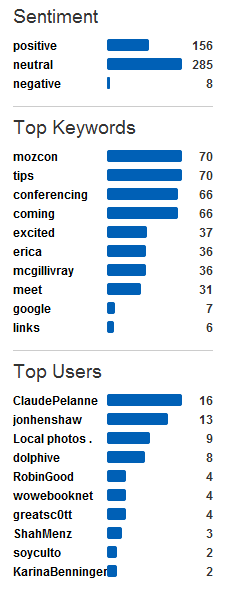 Sentiment
positive 156
neutral 285
negative 8
Top Keywords
mozcon 70
tips 70
conferencing 66
coming 66
excited 37
erica 36
mcgillivray 36
meet 31
google 7
links 6
Top Users
ClaudePelanne 16
jonhenshaw 13
Local photos . 9
dolphive 8
RobinGood 4
wowebooknet 4
greatsc0tt 4
ShahMenz 3
soyculto 2
KarinaBenninger 2